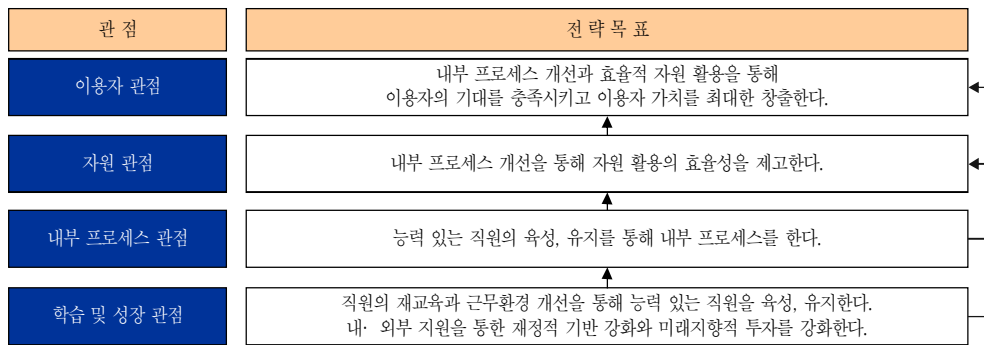 관 점
전 략 목 표
이용자 관점
내부 프로세스 개선과 효율적 자원 활용을 통해
이용자의 기대를 충족시키고 이용자 가치를 최대한 창출한다.
자원 관점
내부 프로세스 개선을 통해 자원 활용의 효율성을 제고한다.
내부 프로세스 관점
능력 있는 직원의 육성, 유지를 통해 내부 프로세스를 한다.
학습 및 성장 관점
직원의 재교육과 근무환경 개선을 통해 능력 있는 직원을 육성, 유지한다.
내· 외부 지원을 통한 재정적 기반 강화와 미래지향적 투자를 강화한다.